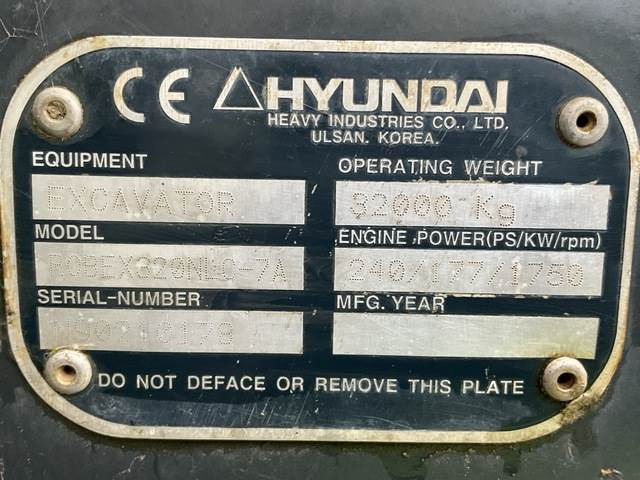 CE HYUNDAI
HEAVY INDUSTRIES CO., LTD.
ULSAN, KOREA.
EQUIPMENT OPERATING WEIGHT
EXCAVATOR 32000 Kg
MODEL ENGINE POWER(PS/KW/rpm)
ROBEX320NLC-7A 240/177/1750
SERIAL-NUMBER MFG. YEAR
DO NOT DEFACE OR REMOVE THIS PLATE